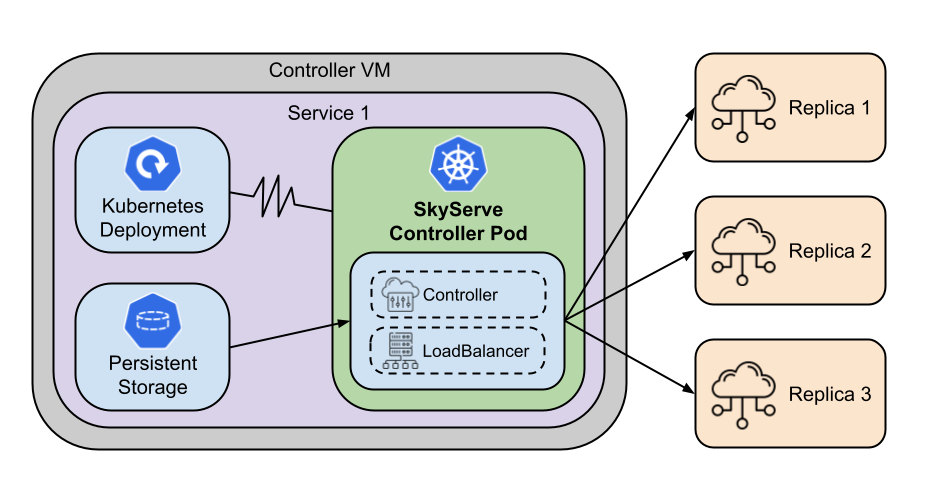 Controller VM
Service 1
Kubernetes
Deployment
Persistent
Storage
SkyServe
Controller Pod
Controller
LoadBalancer
Replica 1
Replica 2
Replica 3